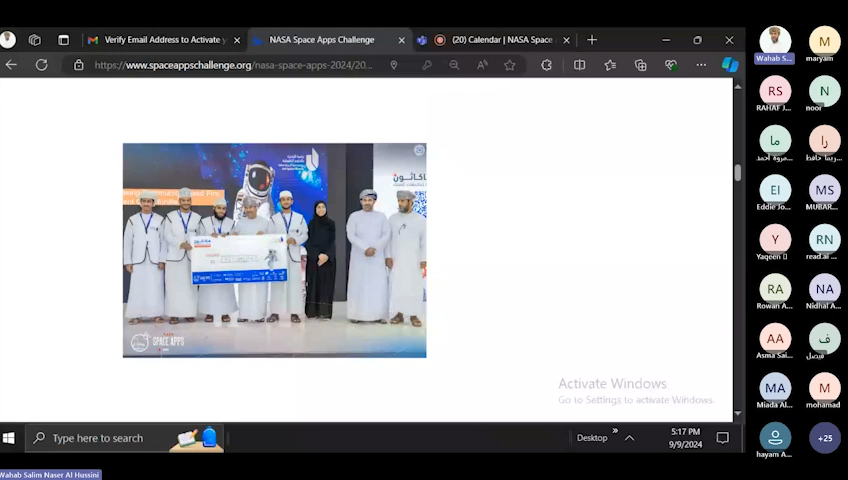 Verify Email Address to Activate
NASA Space Apps Challenge
(20) Calendar | NASA Space
https://www.spaceappschallenge.org/nasa-space-apps-2024/20...
SPACE APPS
Activate Windows
Go to Settings to activate Windows.
Type here to search
Desktop
5:17 PM
9/9/2024
Wahab S...
maryam
RS
RAHAF J...
M
N
noor
ما
مروة احمد...
را
ريما حافظ...
EI
Eddie Jo...
MS
MUBAR...
Y
Yaqeen
RN
read.ai ...
RA
Rowan A...
NA
Nidhal A...
AA
Asma Sai...
ف
فيصل
MA
Miada Al...
M
mohamad
hayam A...
+25
Wahab Salim Naser Al Hussini